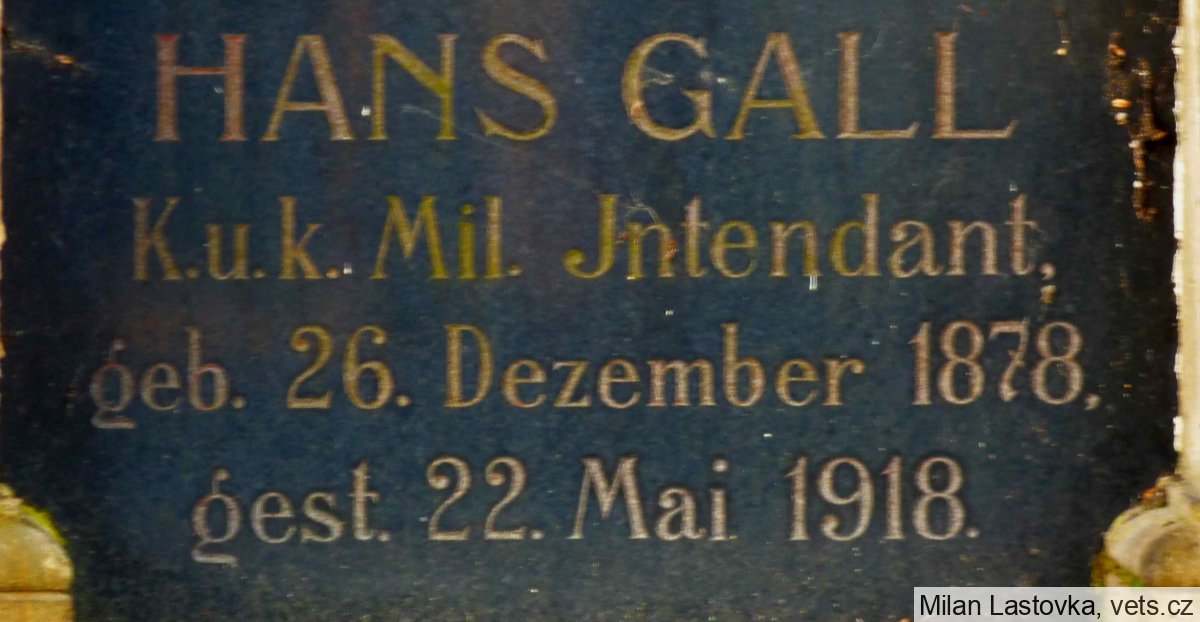 HANS GALL
K.u.k. Mil. Jntendant,
geb. 26. Dezember 1878,
gest. 22. Mai 1918.
Milan Lastovka, vets.cz